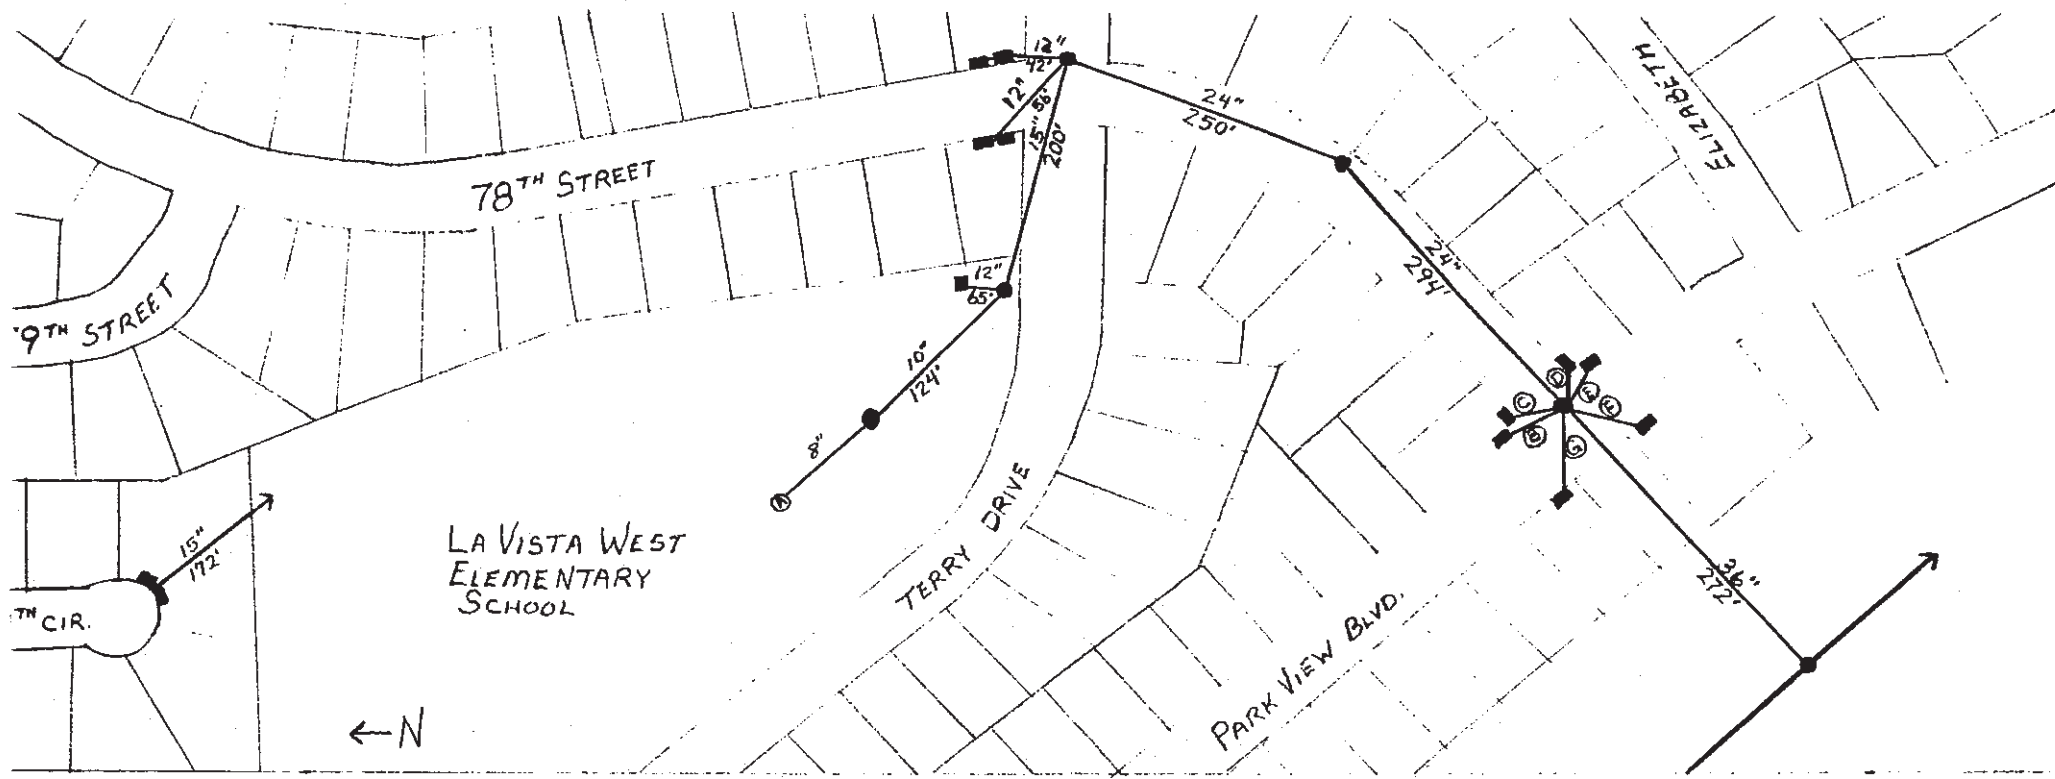 12"
42'
12"
56'
15"
200'
24"
250'
ELIZABETH
78TH STREET
24"
294'
12"
65'
9TH STREET
10"
124'
8"
A
D
E
F
C
B
G
15"
172'
LA VISTA WEST
ELEMENTARY
SCHOOL
TERRY DRIVE
36"
272'
TH CIR.
PARK VIEW BLVD.
←N